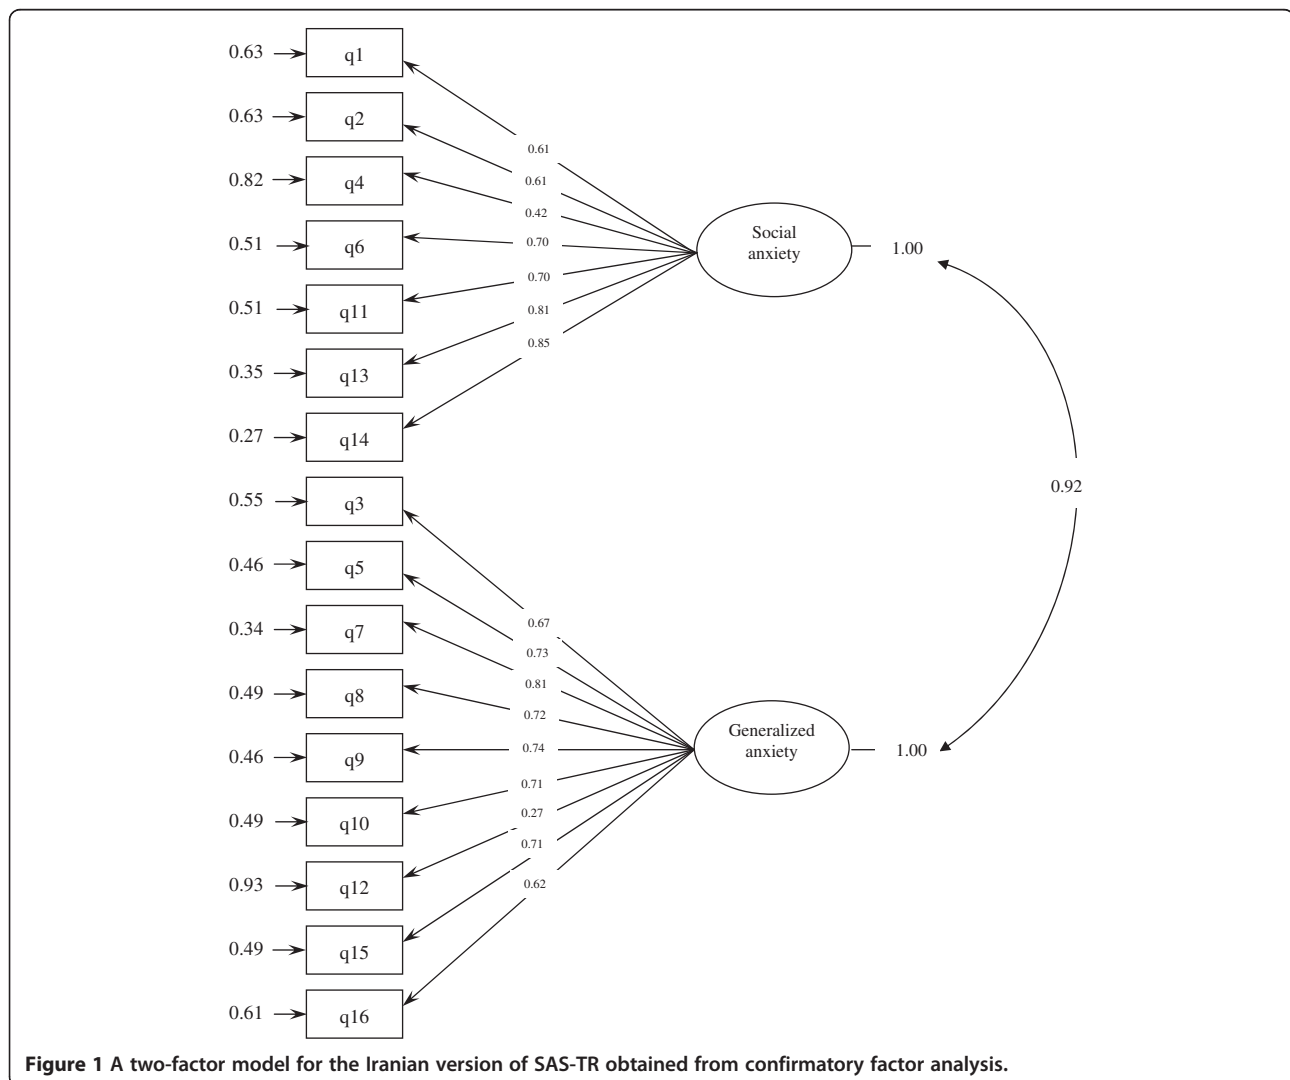 0.63 q1
0.63 q2
0.82 q4
0.51 q6
0.51 q11
0.35 q13
0.27 q14
0.55 q3
0.46 q5
0.34 q7
0.49 q8
0.46 q9
0.49 q10
0.93 q12
0.49 q15
0.61 q16
0.61
0.61
0.42
0.70
0.70
0.81
0.85
0.67
0.73
0.81
0.72
0.74
0.71
0.27
0.71
0.62
Social
anxiety
1.00
0.92
Generalized
anxiety
1.00
Figure 1 A two-factor model for the Iranian version of SAS-TR obtained from confirmatory factor analysis.